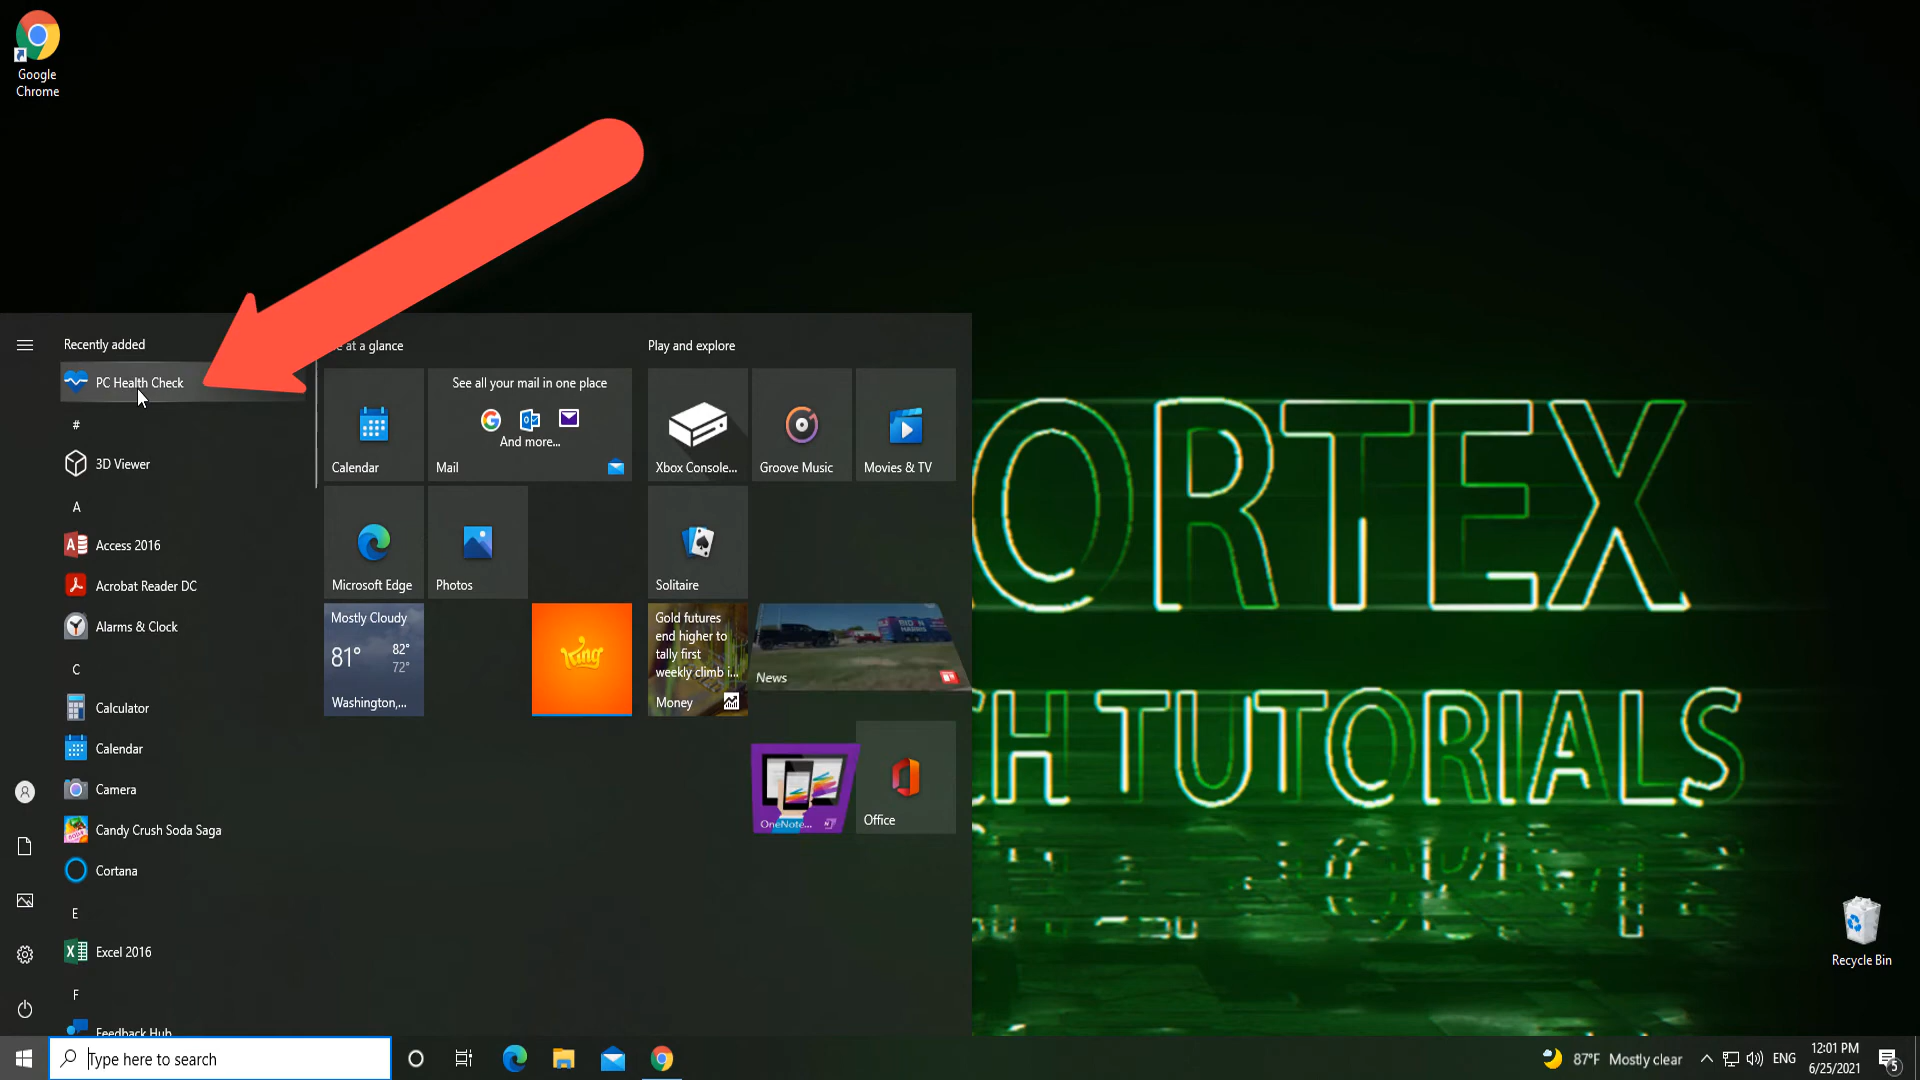 Google
Chrome
Recently added
PC Health Check
#
3D Viewer
A
Access 2016
Acrobat Reader DC
Alarms & Clock
C
Calculator
Calendar
Camera
Candy Crush Soda Saga
Cortana
E
Excel 2016
F
Feedback Hub
at a glance
See all your mail in one place
And more...
Calendar
Mail
Microsoft Edge
Photos
Mostly Cloudy
81°
82°
72°
Washington,...
King
Play and explore
Xbox Console...
Groove Music
Movies & TV
Solitaire
Gold futures
end higher to
tally first
weekly climb i...
Money
News
OneNote...
Office
ORTEX
CH TUTORIALS
Recycle Bin
Type here to search
87°F Mostly clear
ENG
12:01 PM
6/25/2021
5